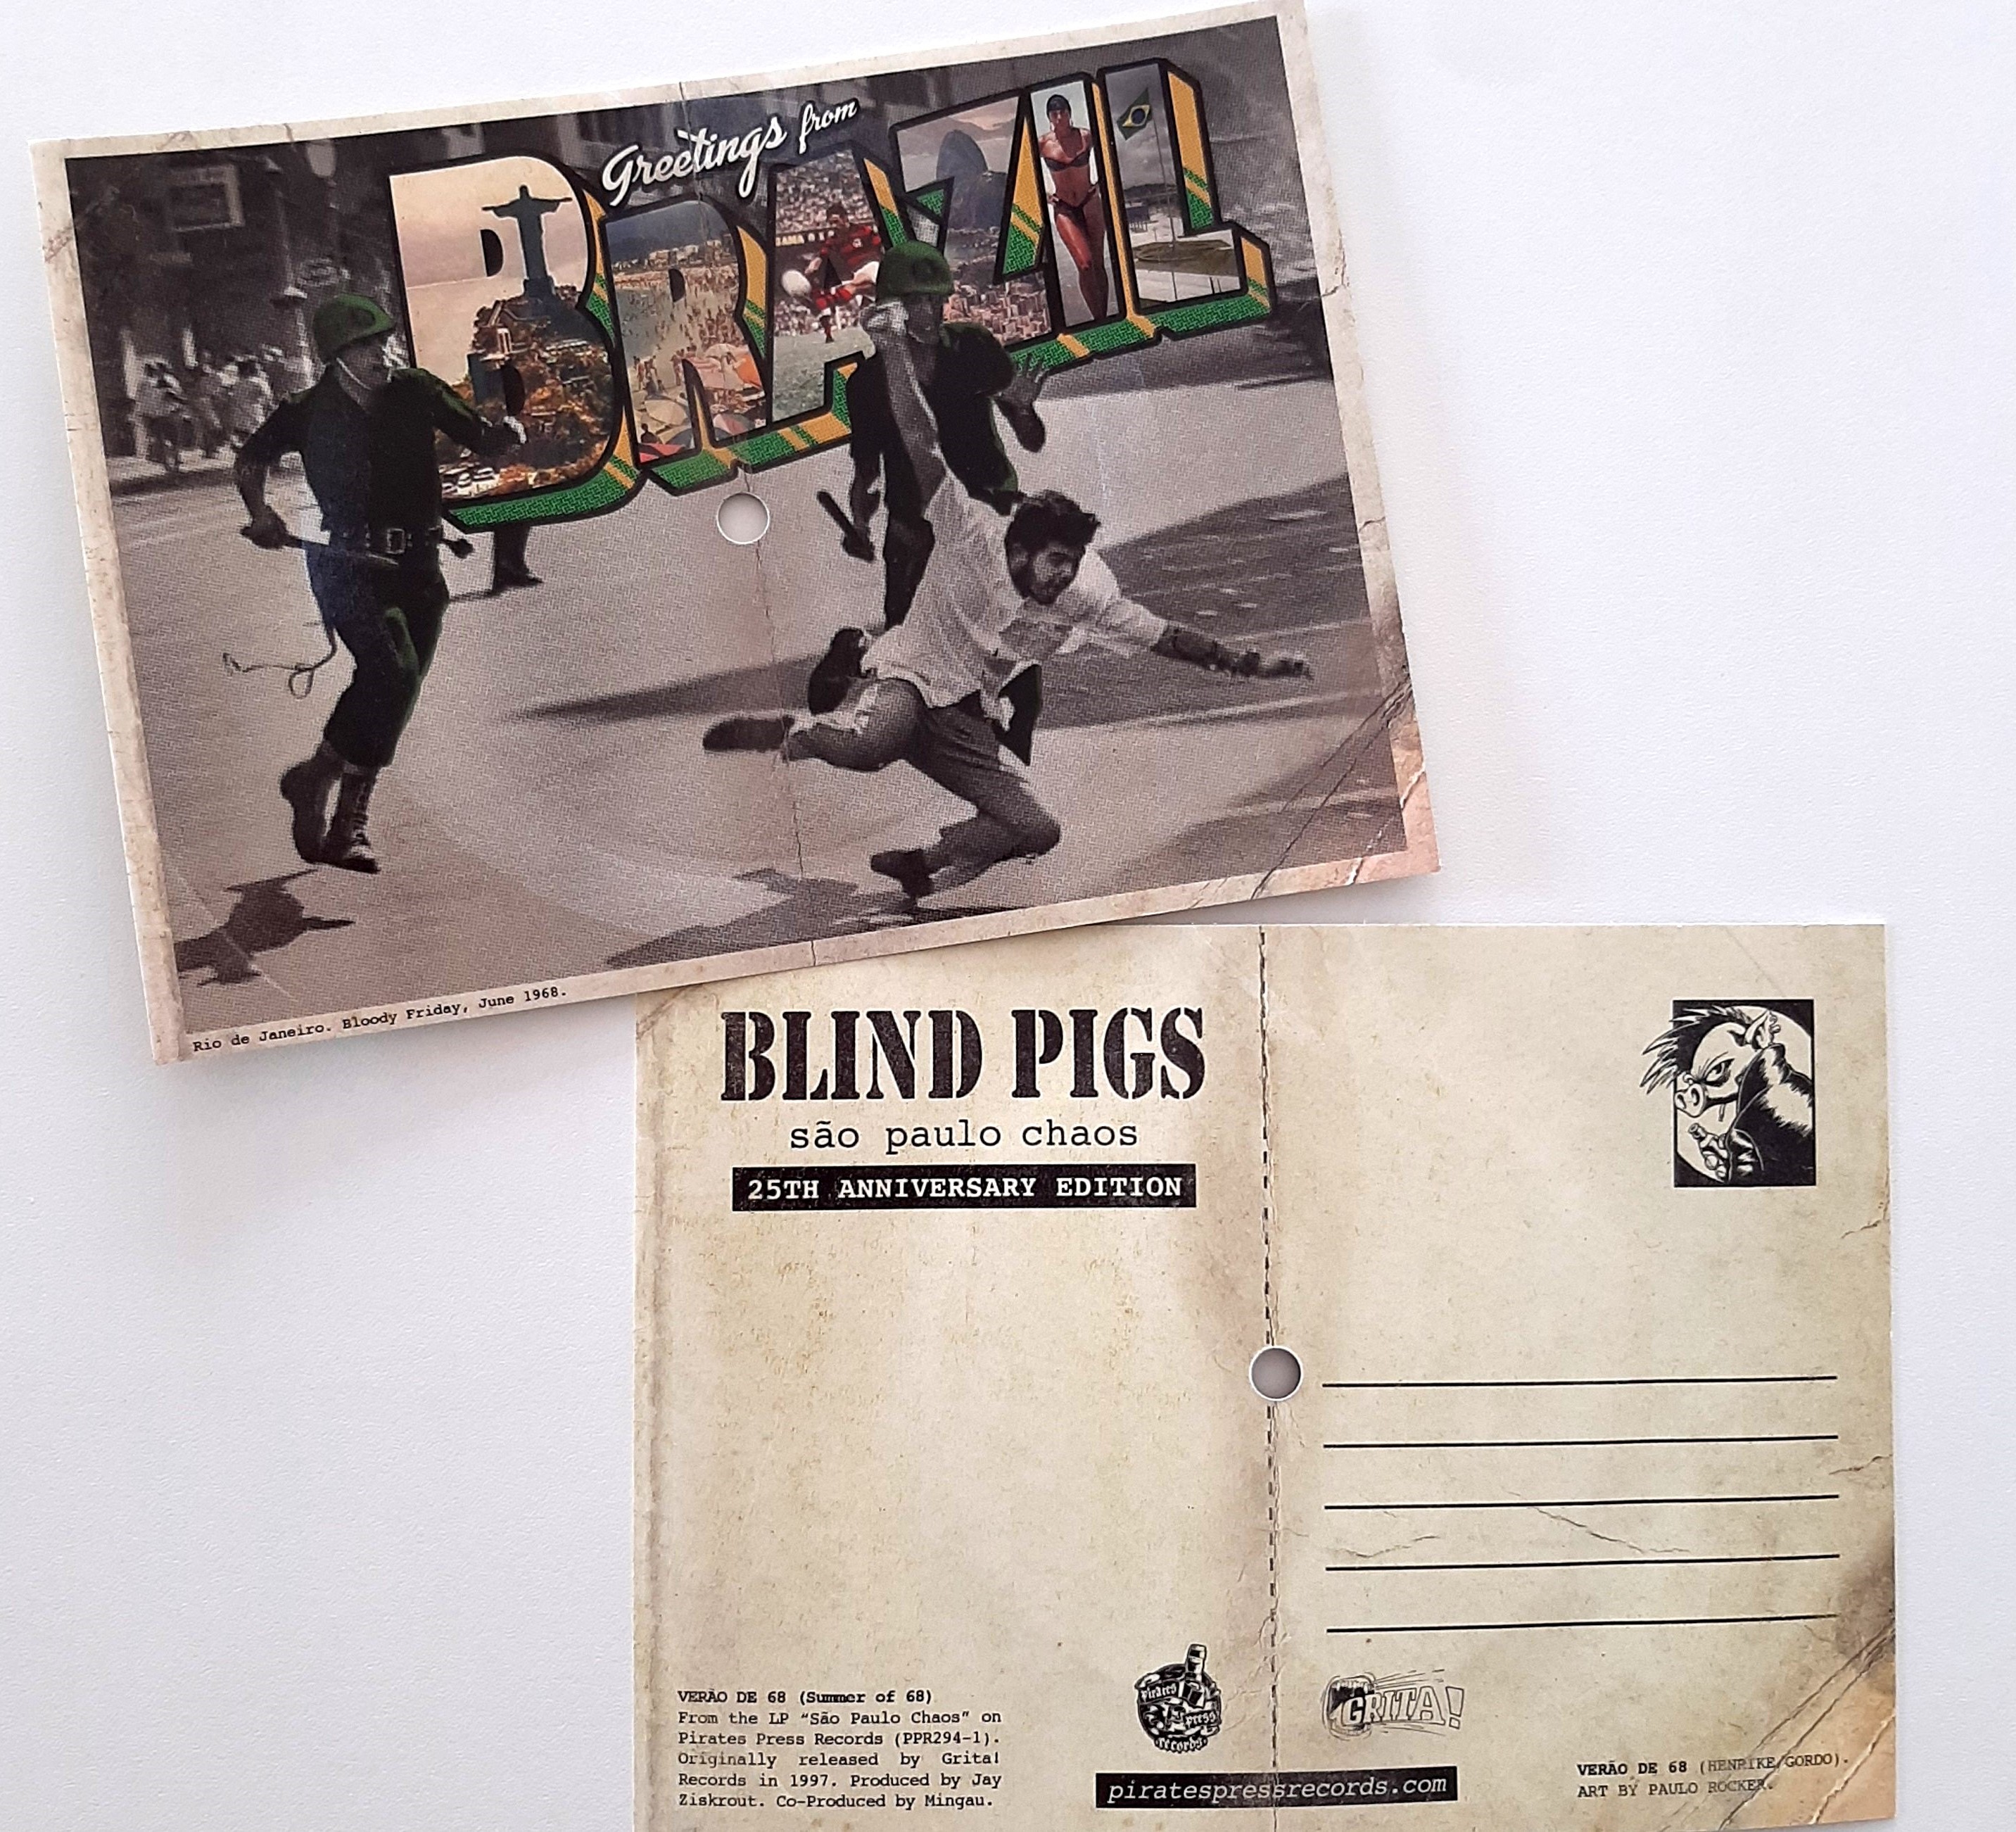 Greetings from
BRAZIL
Rio de Janeiro. Bloody Friday, June 1968.
BLIND PIGS
são paulo chaos
25TH ANNIVERSARY EDITION
VERÃO DE 68 (Summer of 68)
From the LP “São Paulo Chaos” on
Pirates Press Records (PPR294-1).
Originally released by Grita!
Records in 1997. Produced by Jay
Ziskrout. Co-Produced by Mingau.
Pirates
Press
records
GRITA!
piratespressrecords.com
VERÃO DE 68 (HENRIKE/GORDO).
ART BY PAULO ROCKER.